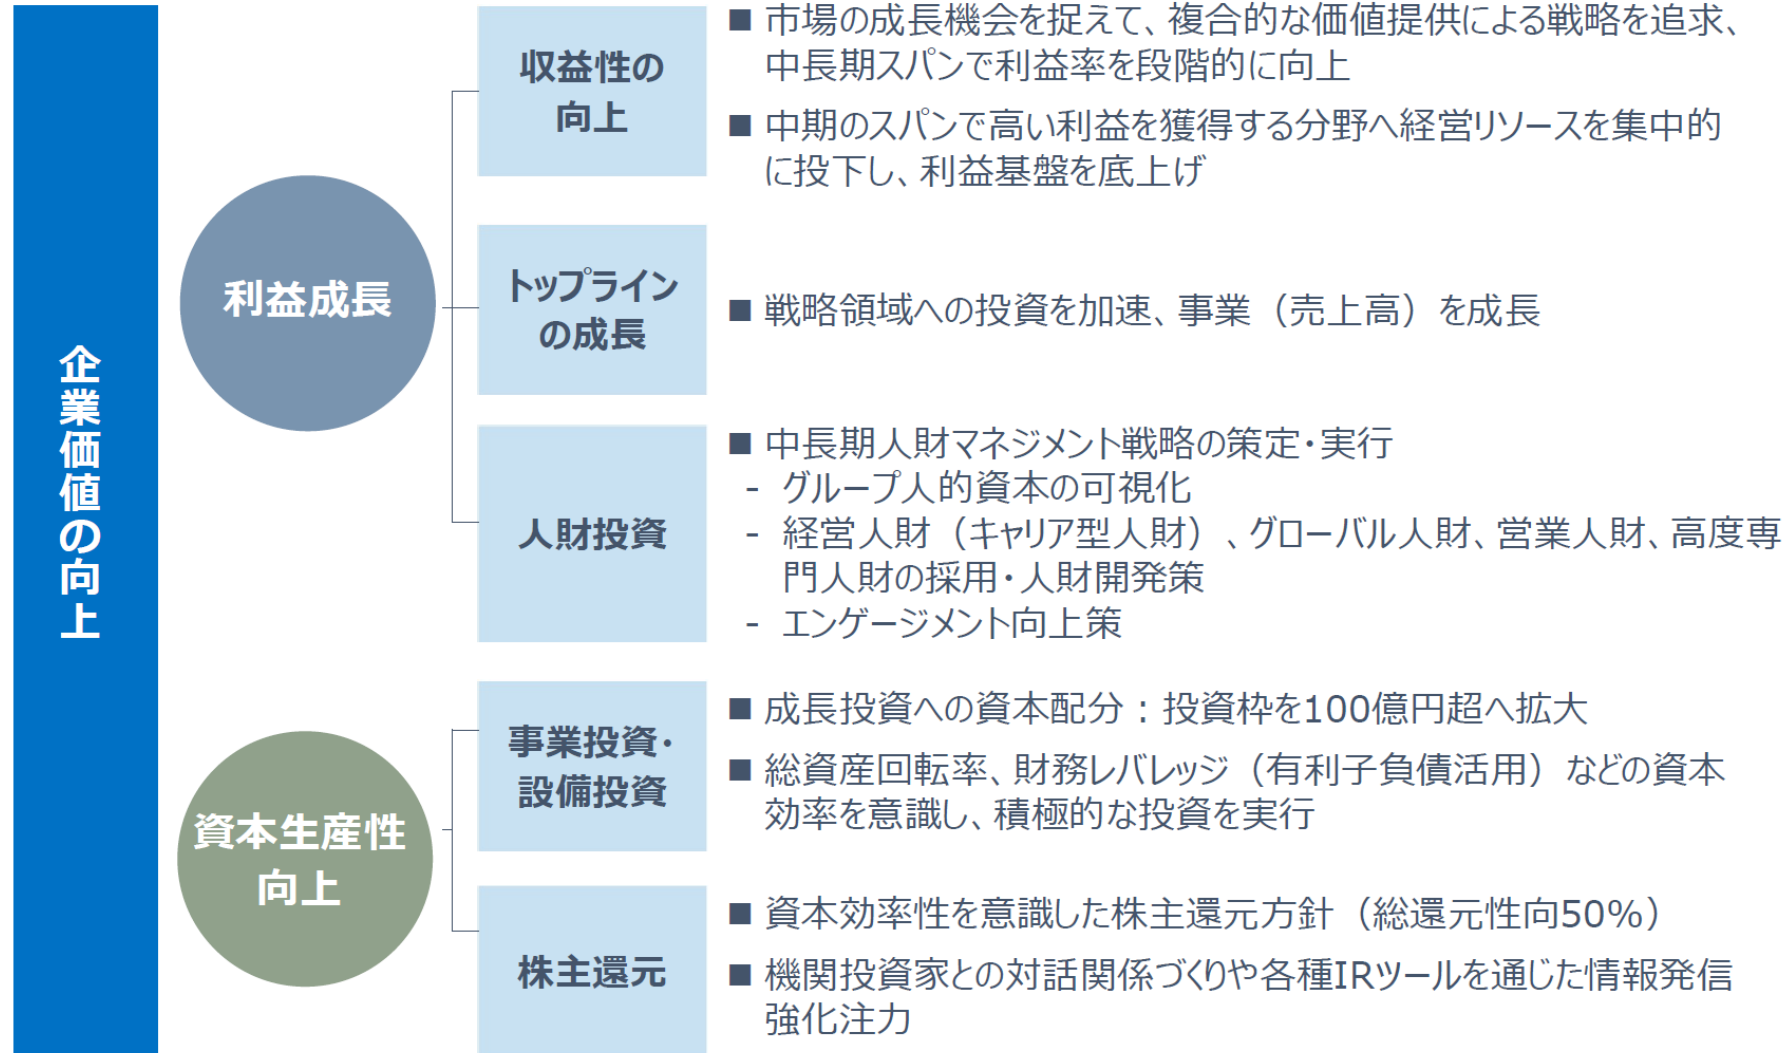 企業価値の向上
利益成長
収益性の
向上
■ 市場の成長機会を捉えて、複合的な価値提供による戦略を追求、
中長期スパンで利益率を段階的に向上
■ 中期のスパンで高い利益を獲得する分野へ経営リソースを集中的
に投下し、利益基盤を底上げ
トップライン
の成長
■ 戦略領域への投資を加速、事業（売上高）を成長
人財投資
■ 中長期人財マネジメント戦略の策定・実行
- グループ人的資本の可視化
- 経営人財（キャリア型人財）、グローバル人財、営業人財、高度専
門人財の採用・人財開発策
- エンゲージメント向上策
資本生産性
向上
事業投資・
設備投資
■ 成長投資への資本配分：投資枠を100億円超へ拡大
■ 総資産回転率、財務レバレッジ（有利子負債活用）などの資本
効率を意識し、積極的な投資を実行
株主還元
■ 資本効率性を意識した株主還元方針（総還元性向50%）
■ 機関投資家との対話関係づくりや各種IRツールを通じた情報発信
強化注力